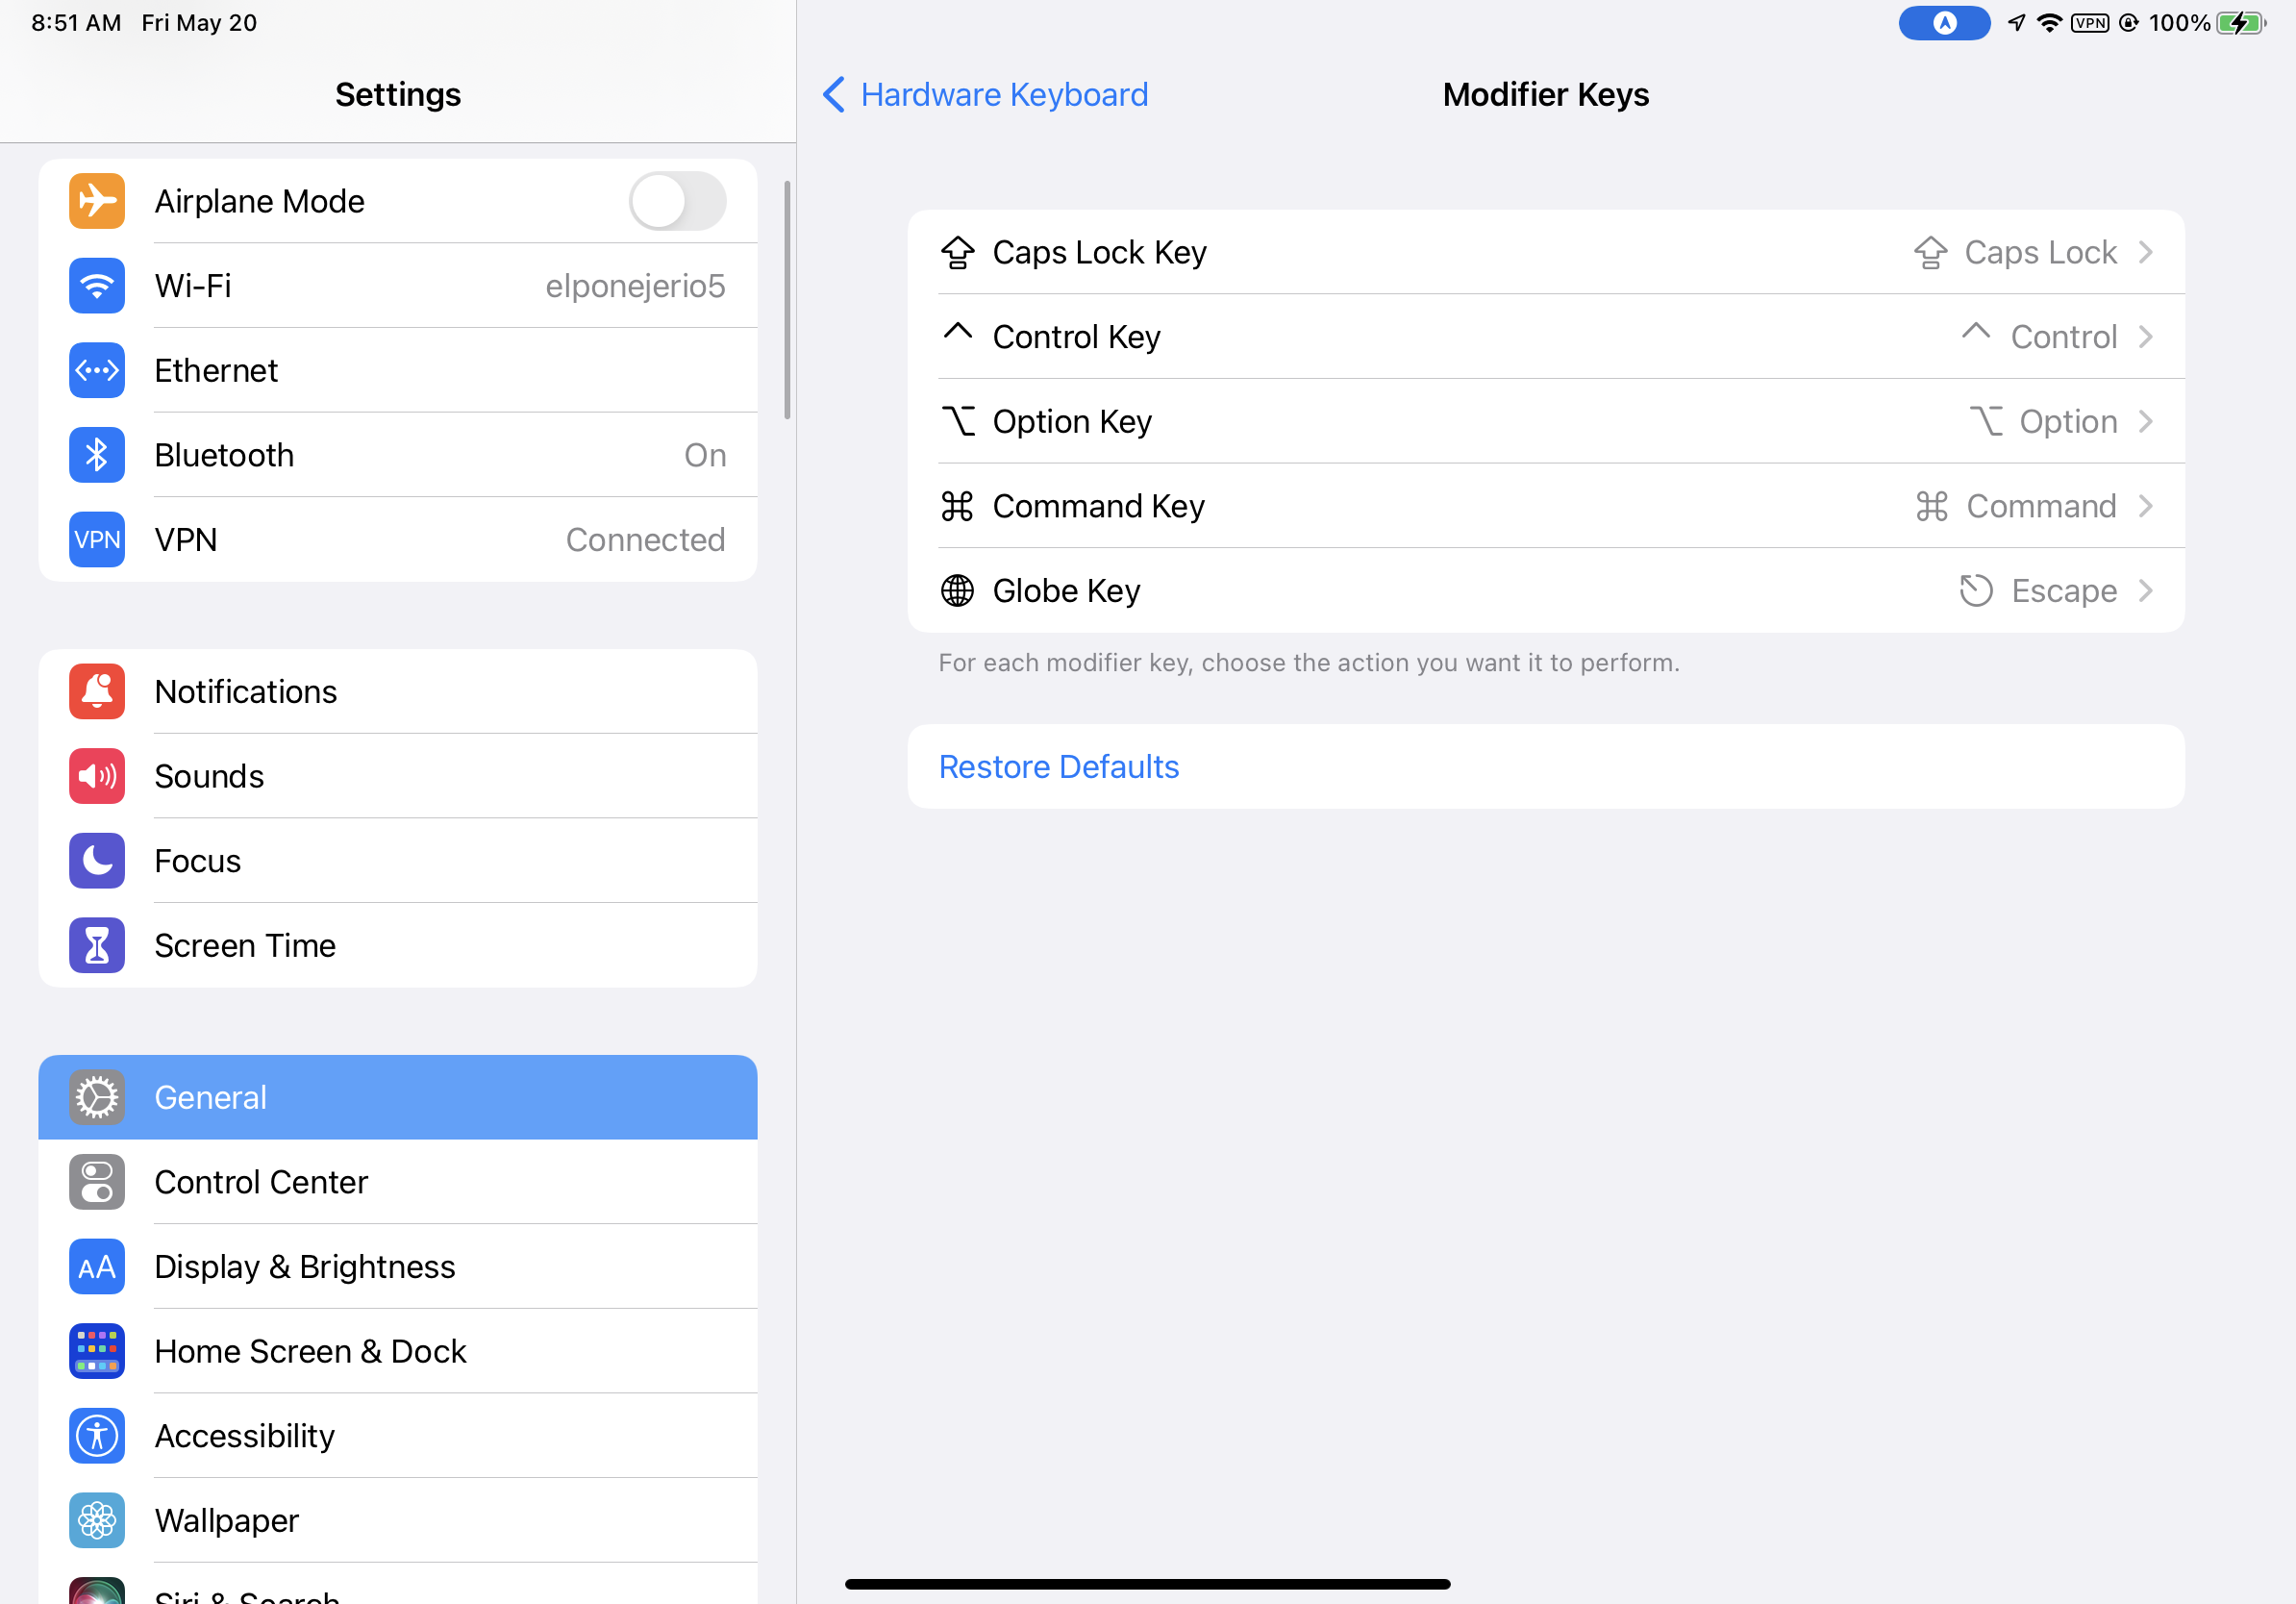 8:51 AM Fri May 20
VPN 100%
Settings
Airplane Mode
Wi-Fi elponejerio5
Ethernet
Bluetooth On
VPN VPN Connected
Notifications
Sounds
Focus
Screen Time
General
Control Center
AA Display & Brightness
Home Screen & Dock
Accessibility
Wallpaper
Siri & Search
Hardware Keyboard
Modifier Keys
Caps Lock Key Caps Lock
Control Key Control
Option Key Option
Command Key Command
Globe Key Escape
For each modifier key, choose the action you want it to perform.
Restore Defaults